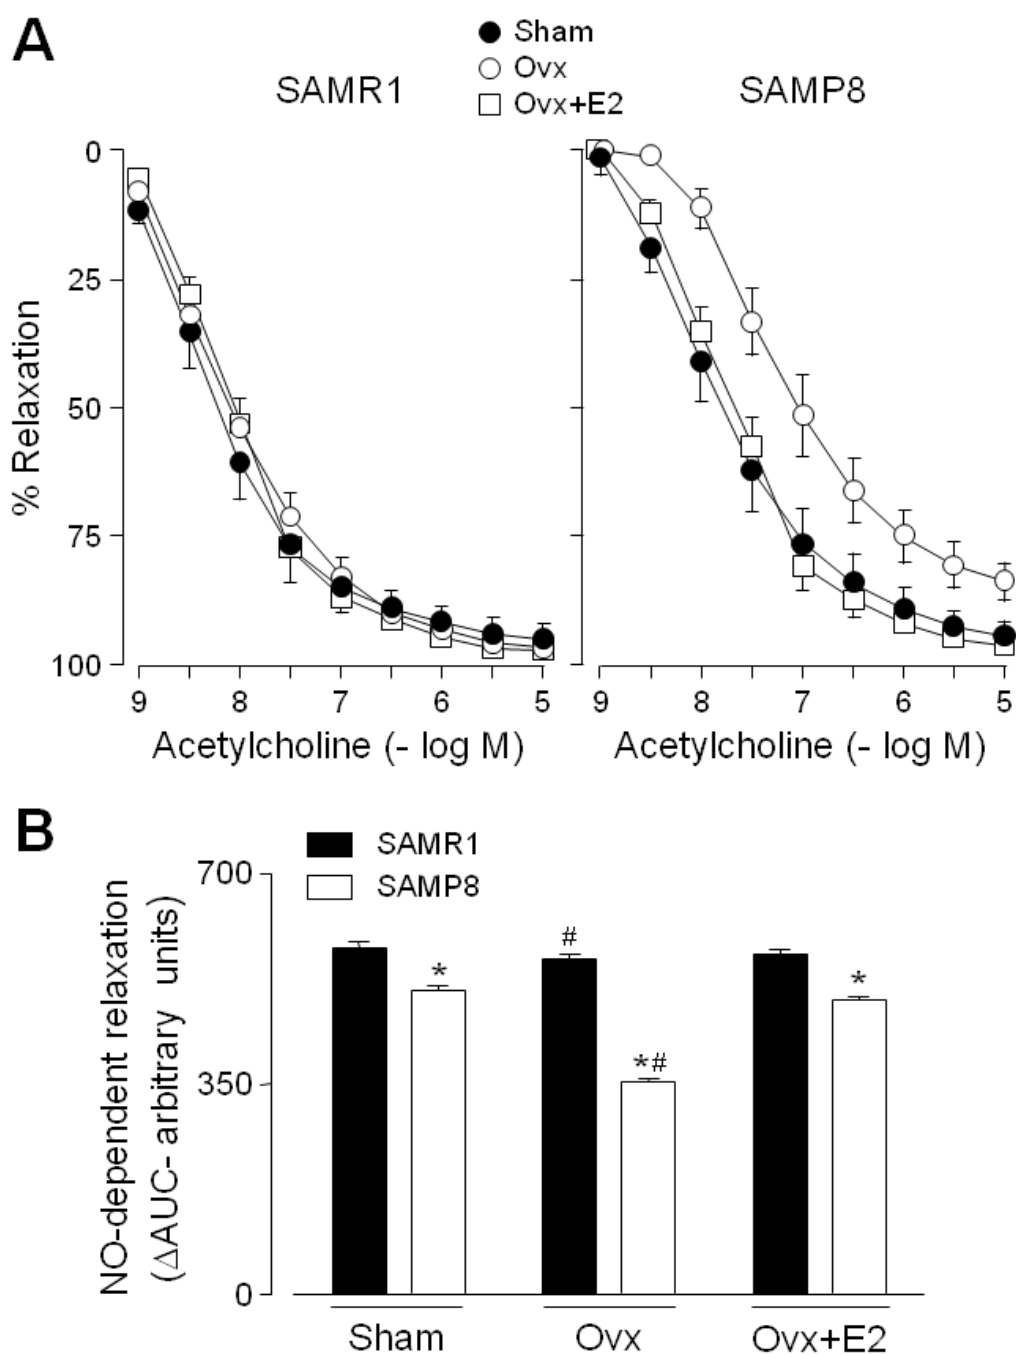 A
Sham
Ovx
Ovx+E2
SAMR1
SAMP8
% Relaxation
0
25
50
75
100
9 8 7 6 5
9 8 7 6 5
Acetylcholine (- log M)
Acetylcholine (- log M)
B
SAMR1
SAMP8
NO-dependent relaxation
(ΔAUC- arbitrary units)
700
350
0
*
#
*#
*
Sham
Ovx
Ovx+E2